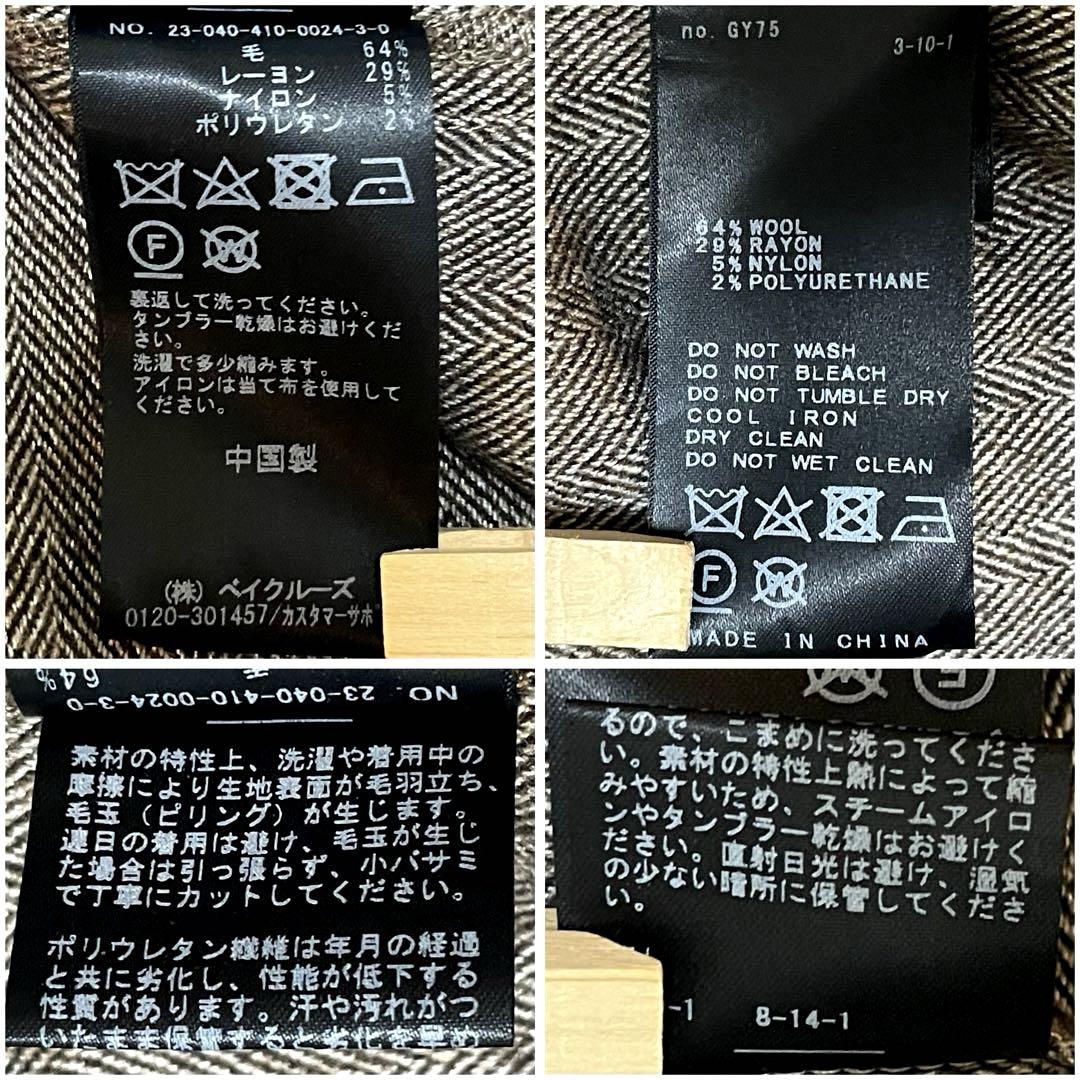 NO. 23-040-410-0024-3-0
毛 64%
レーヨン 29%
ナイロン 5%
ポリウレタン 2%
F
W
裏返して洗ってください。
タンブラー乾燥はお避けくだ
さい。
洗濯で多少縮みます。
アイロンは当て布を使用して
ください。
中国製
(株) ベイクルーズ
0120-301457/カスタマーサポ
no. GY75
3-10-1
64% WOOL
29% RAYON
5% NYLON
2% POLYURETHANE
DO NOT WASH
DO NOT BLEACH
DO NOT TUMBLE DRY
COOL IRON
DRY CLEAN
DO NOT WET CLEAN
F
W
MADE IN CHINA
64%
NO. 23-040-410-0024-3-0
素材の特性上、洗濯や着用中の
摩擦により生地表面が毛羽立ち、
毛玉（ピリング）が生じます。
連日の着用は避け、毛玉が生じ
た場合は引っ張らず、小バサミ
で丁寧にカットしてください。
ポリウレタン繊維は年月の経過
と共に劣化し、性能が低下する
性質があります。汗や汚れがつ
いたまま保管すると劣化を早め
W
F
るので、こまめに洗ってくださ
い。素材の特性上熱によって縮
みやすいため、スチームアイロ
ンやタンブラー乾燥はお避けく
ださい。直射日光は避け、湿気
の少ない暗所に保管してくださ
い。
-1
8-14-1